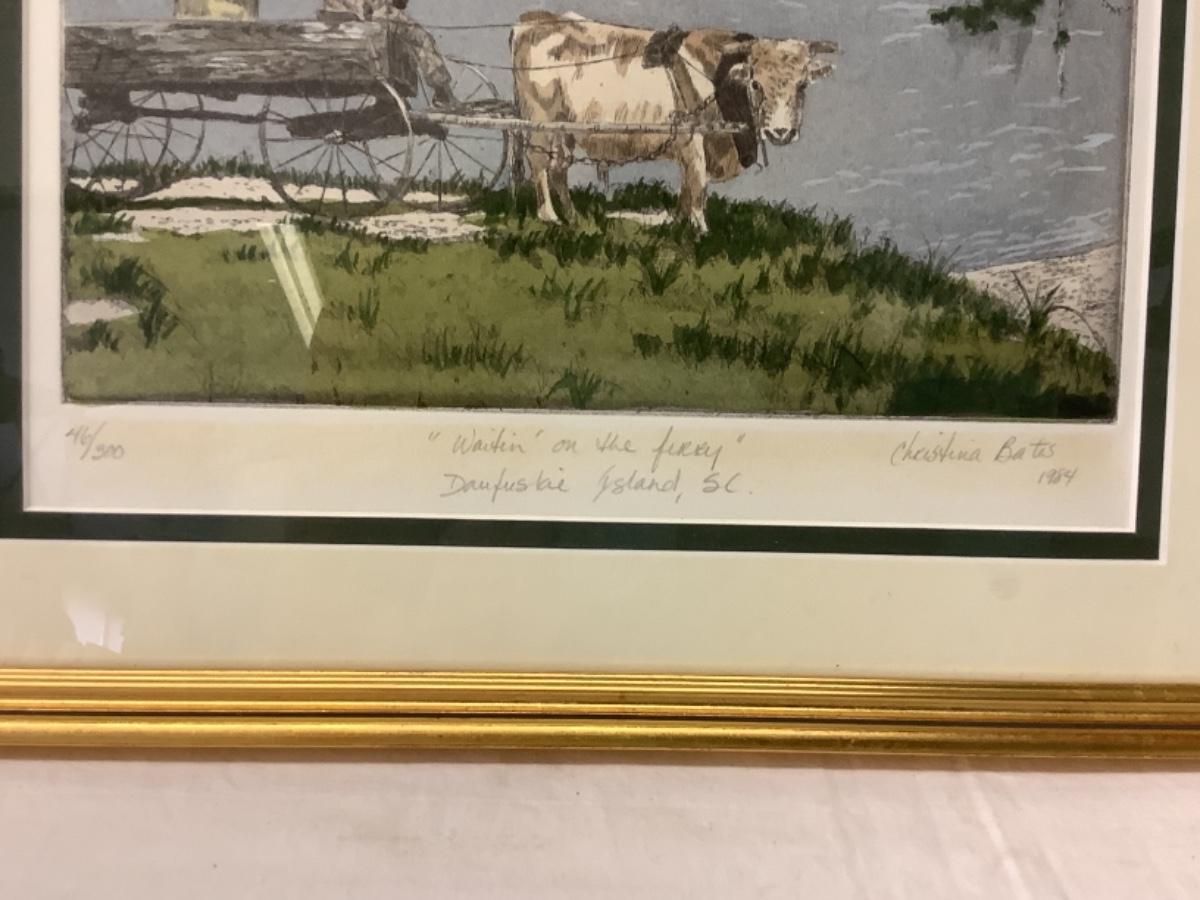 46/300
"Waitin' on the ferry"
Daufuskie Island, SC.
Christina Bates
1984